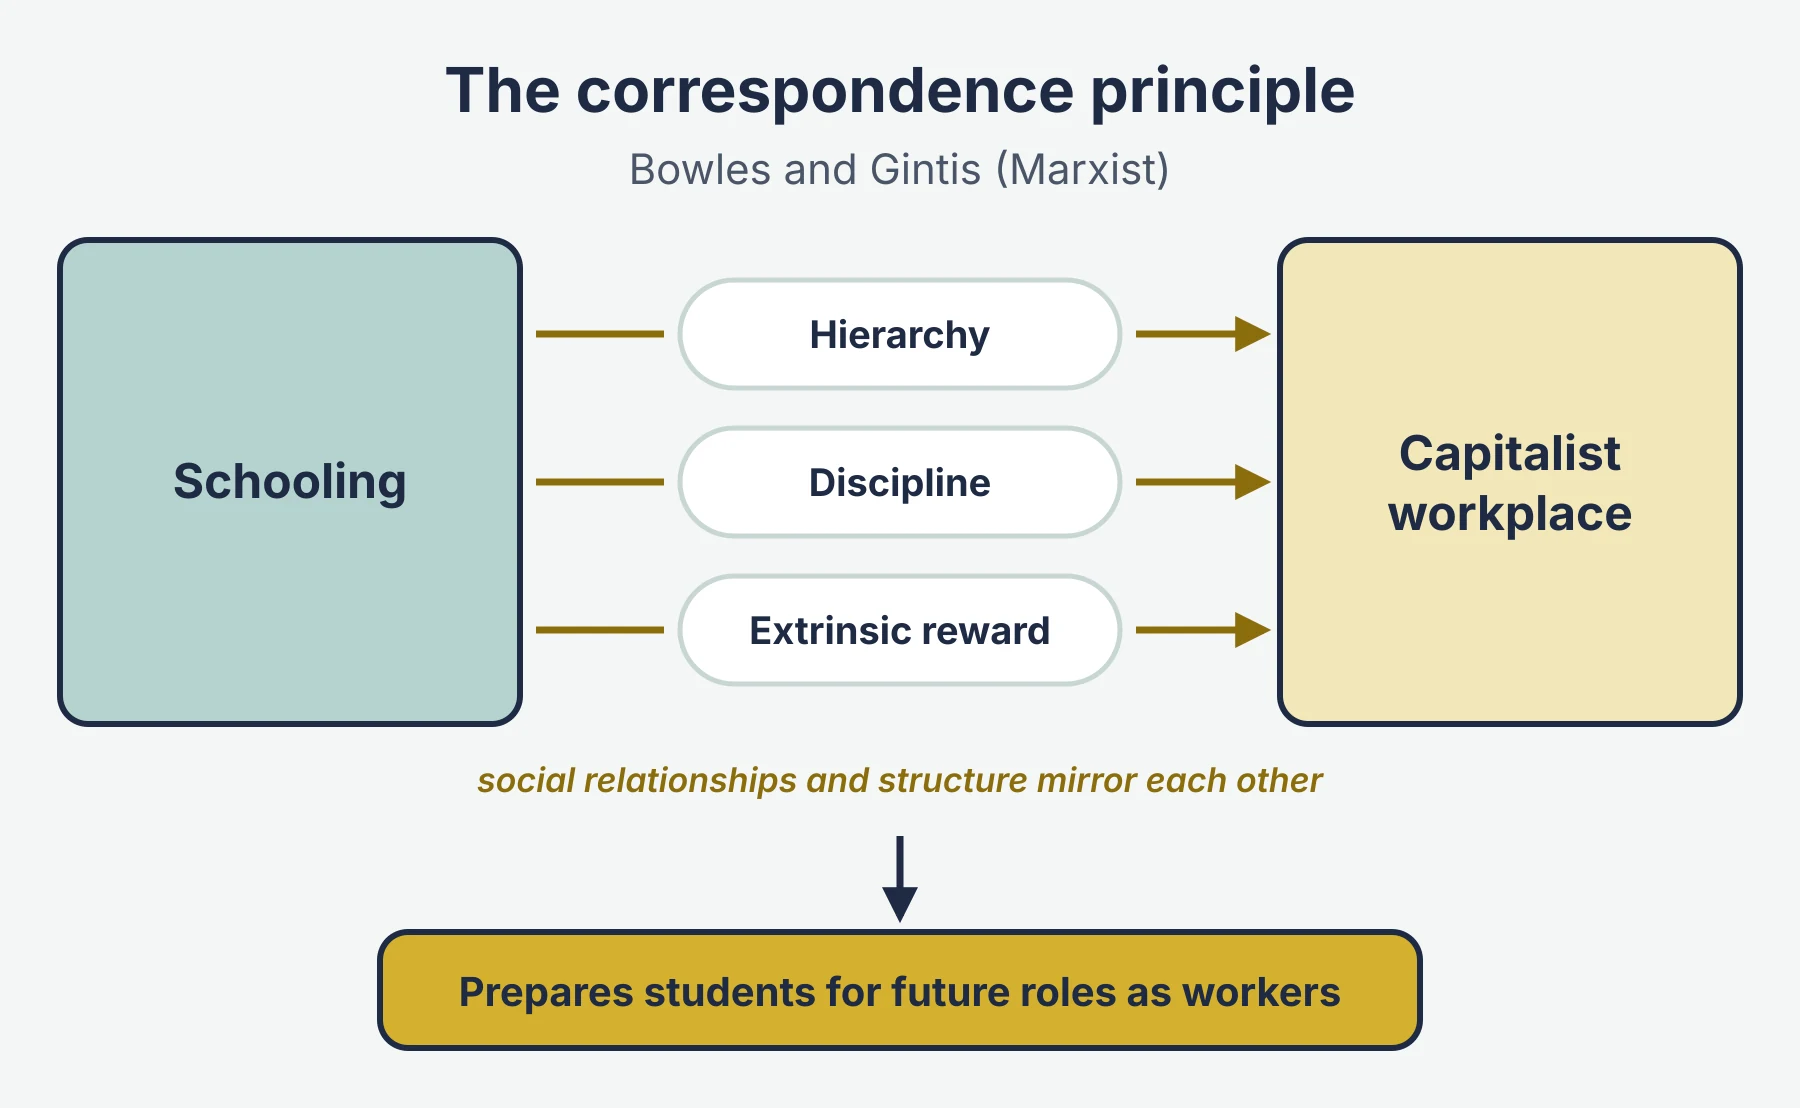 The correspondence principle
Bowles and Gintis (Marxist)
Schooling
Hierarchy
Discipline
Extrinsic reward
Capitalist
workplace
social relationships and structure mirror each other
Prepares students for future roles as workers